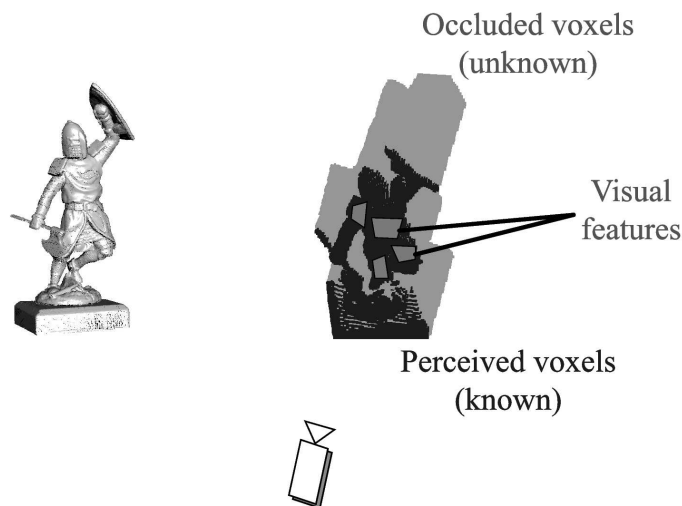 Occluded voxels
(unknown)
Visual
features
Perceived voxels
(known)